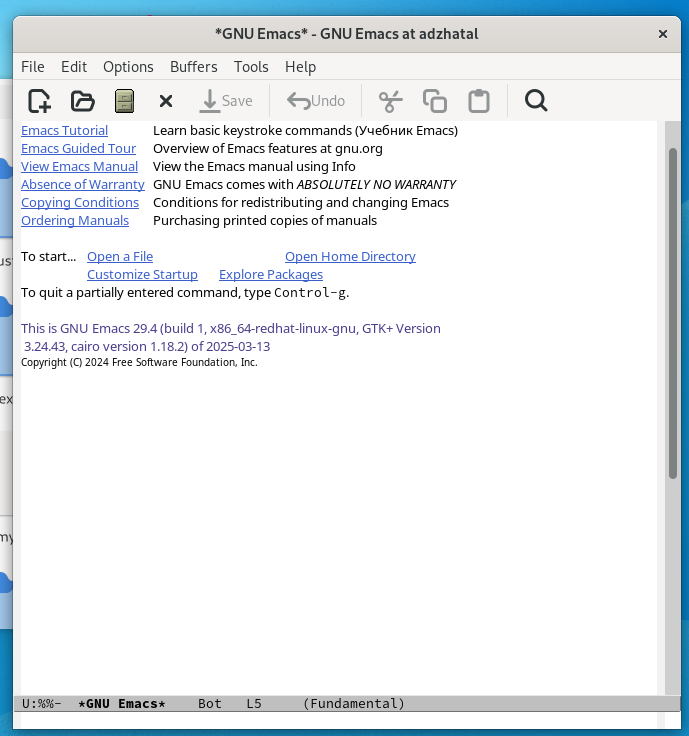 *GNU Emacs* - GNU Emacs at adzhatal
File Edit Options Buffers Tools Help
Save Undo
Emacs Tutorial Learn basic keystroke commands (Учебник Emacs)
Emacs Guided Tour Overview of Emacs features at gnu.org
View Emacs Manual View the Emacs manual using Info
Absence of Warranty GNU Emacs comes with ABSOLUTELY NO WARRANTY
Copying Conditions Conditions for redistributing and changing Emacs
Ordering Manuals Purchasing printed copies of manuals
To start... Open a File Open Home Directory
Customize Startup Explore Packages
To quit a partially entered command, type Control-g.
This is GNU Emacs 29.4 (build 1, x86_64-redhat-linux-gnu, GTK+ Version
3.24.43, cairo version 1.18.2) of 2025-03-13
Copyright (C) 2024 Free Software Foundation, Inc.
U:%%- *GNU Emacs* Bot L5 (Fundamental)